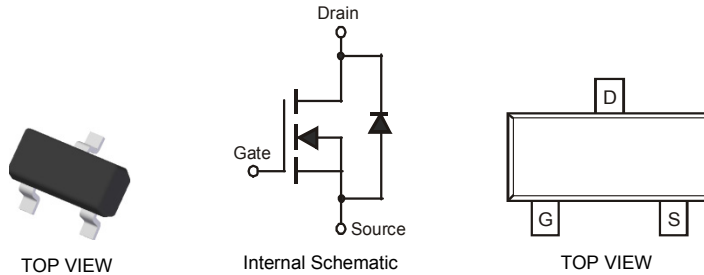 Drain
D
Gate
G
S
Source
TOP VIEW
Internal Schematic
TOP VIEW